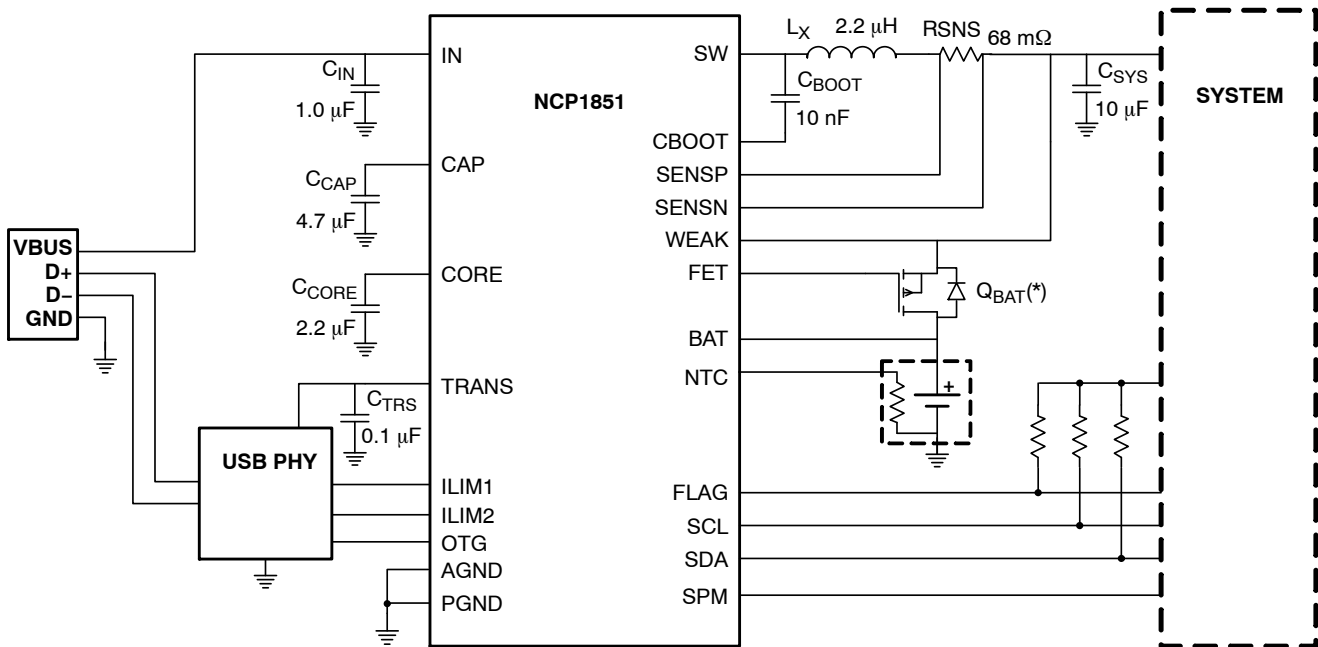 VBUS
D+
D−
GND
USB PHY
C_IN
1.0 μF
C_CAP
4.7 μF
C_CORE
2.2 μF
C_TRS
0.1 μF
NCP1851
IN
CAP
CORE
TRANS
ILIM1
ILIM2
OTG
AGND
PGND
SW
CBOOT
SENSP
SENSN
WEAK
FET
BAT
NTC
FLAG
SCL
SDA
SPM
L_X 2.2 μH
RSNS 68 mΩ
C_BOOT
10 nF
C_SYS
10 μF
Q_BAT(*)
+
SYSTEM